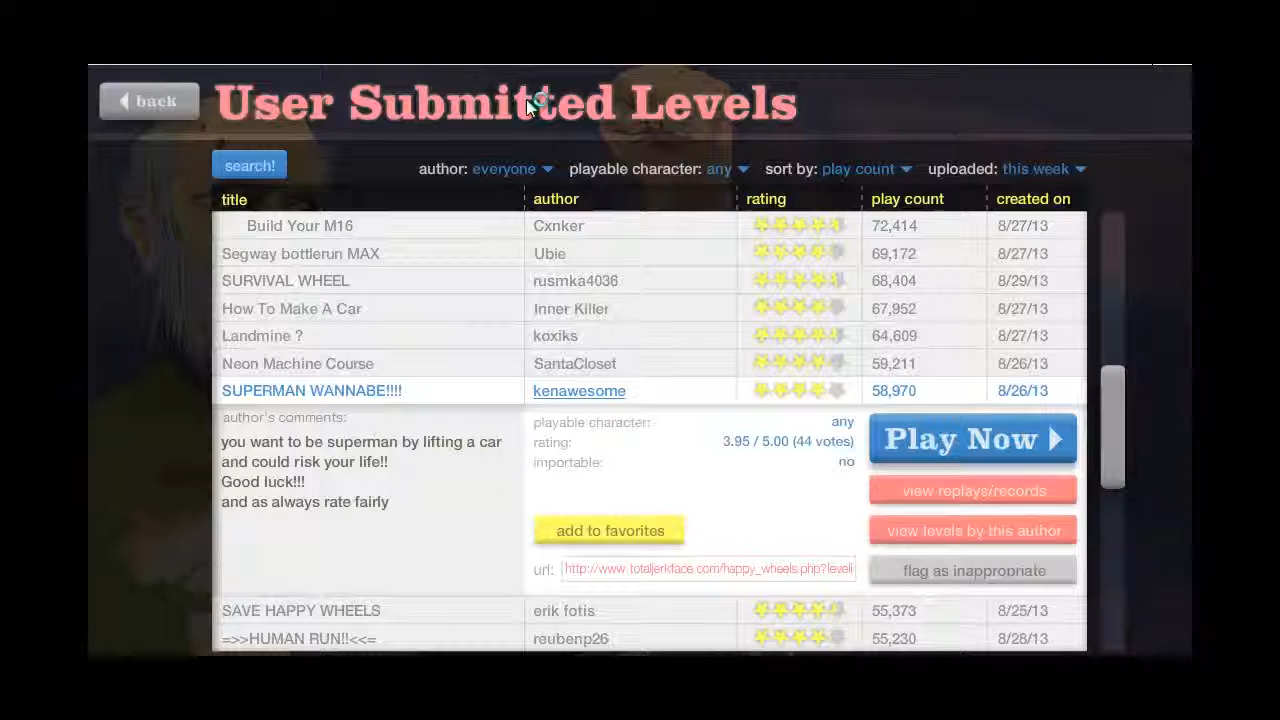 back
User Submitted Levels
search!
author: everyone playable character: any sort by: play count uploaded: this week
title author rating play count created on
Build Your M16 Cxnker 72,414 8/27/13
Segway bottlerun MAX Ubie 69,172 8/27/13
SURVIVAL WHEEL rusmka4036 68,404 8/29/13
How To Make A Car Inner Killer 67,952 8/27/13
Landmine ? koxiks 64,609 8/27/13
Neon Machine Course SantaCloset 59,211 8/26/13
SUPERMAN WANNABE!!!! kenawesome 58,970 8/26/13
author's comments:
you want to be superman by lifting a car
and could risk your life!!
Good luck!!!
and as always rate fairly
playable character: any
rating: 3.95 / 5.00 (44 votes)
importable: no
add to favorites
url: http://www.totaljerkface.com/happy_wheels.php?leveli
Play Now
view replays/records
view levels by this author
flag as inappropriate
SAVE HAPPY WHEELS erik fotis 55,373 8/25/13
=>>HUMAN RUN!!<<= reubenp26 55,230 8/28/13